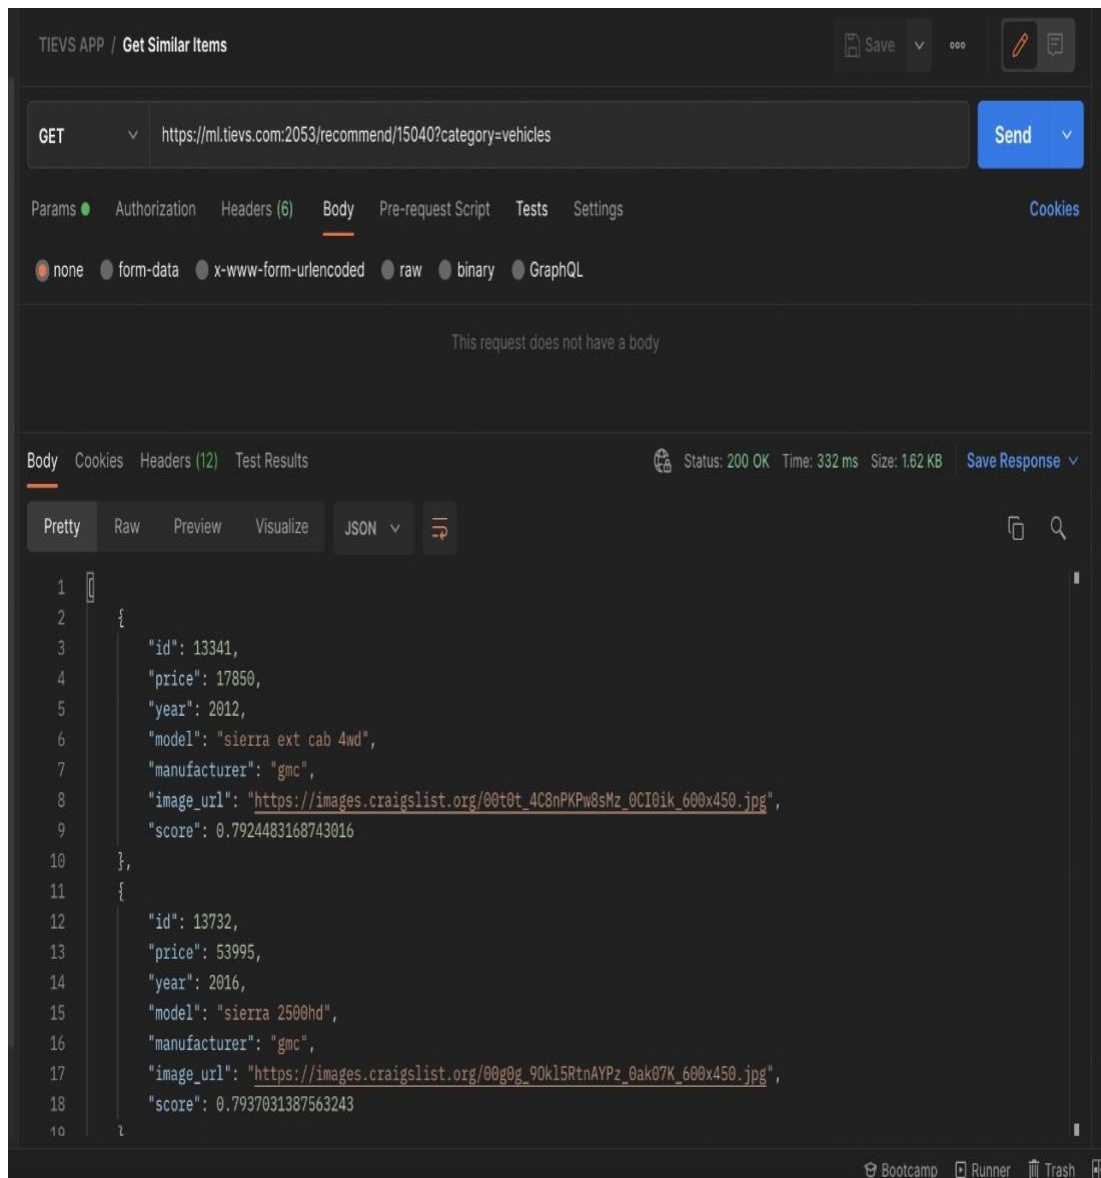 TIEVS APP / Get Similar Items Save
GET https://ml.tievs.com:2053/recommend/15040?category=vehicles Send
Params Authorization Headers (6) Body Pre-request Script Tests Settings Cookies
none form-data x-www-form-urlencoded raw binary GraphQL
This request does not have a body
Body Cookies Headers (12) Test Results Status: 200 OK Time: 332 ms Size: 1.62 KB Save Response
Pretty Raw Preview Visualize JSON
1 [
2 {
3 "id": 13341,
4 "price": 17850,
5 "year": 2012,
6 "model": "sierra ext cab 4wd",
7 "manufacturer": "gmc",
8 "image_url": "https://images.craigslist.org/00t0t_4C8nPKPw8sMz_0CI0ik_600x450.jpg",
9 "score": 0.7924483168743016
10 },
11 {
12 "id": 13732,
13 "price": 53995,
14 "year": 2016,
15 "model": "sierra 2500hd",
16 "manufacturer": "gmc",
17 "image_url": "https://images.craigslist.org/00g0g_9Okl5RtnAYPz_0ak07K_600x450.jpg",
18 "score": 0.7937031387563243
19 }
Bootcamp Runner Trash